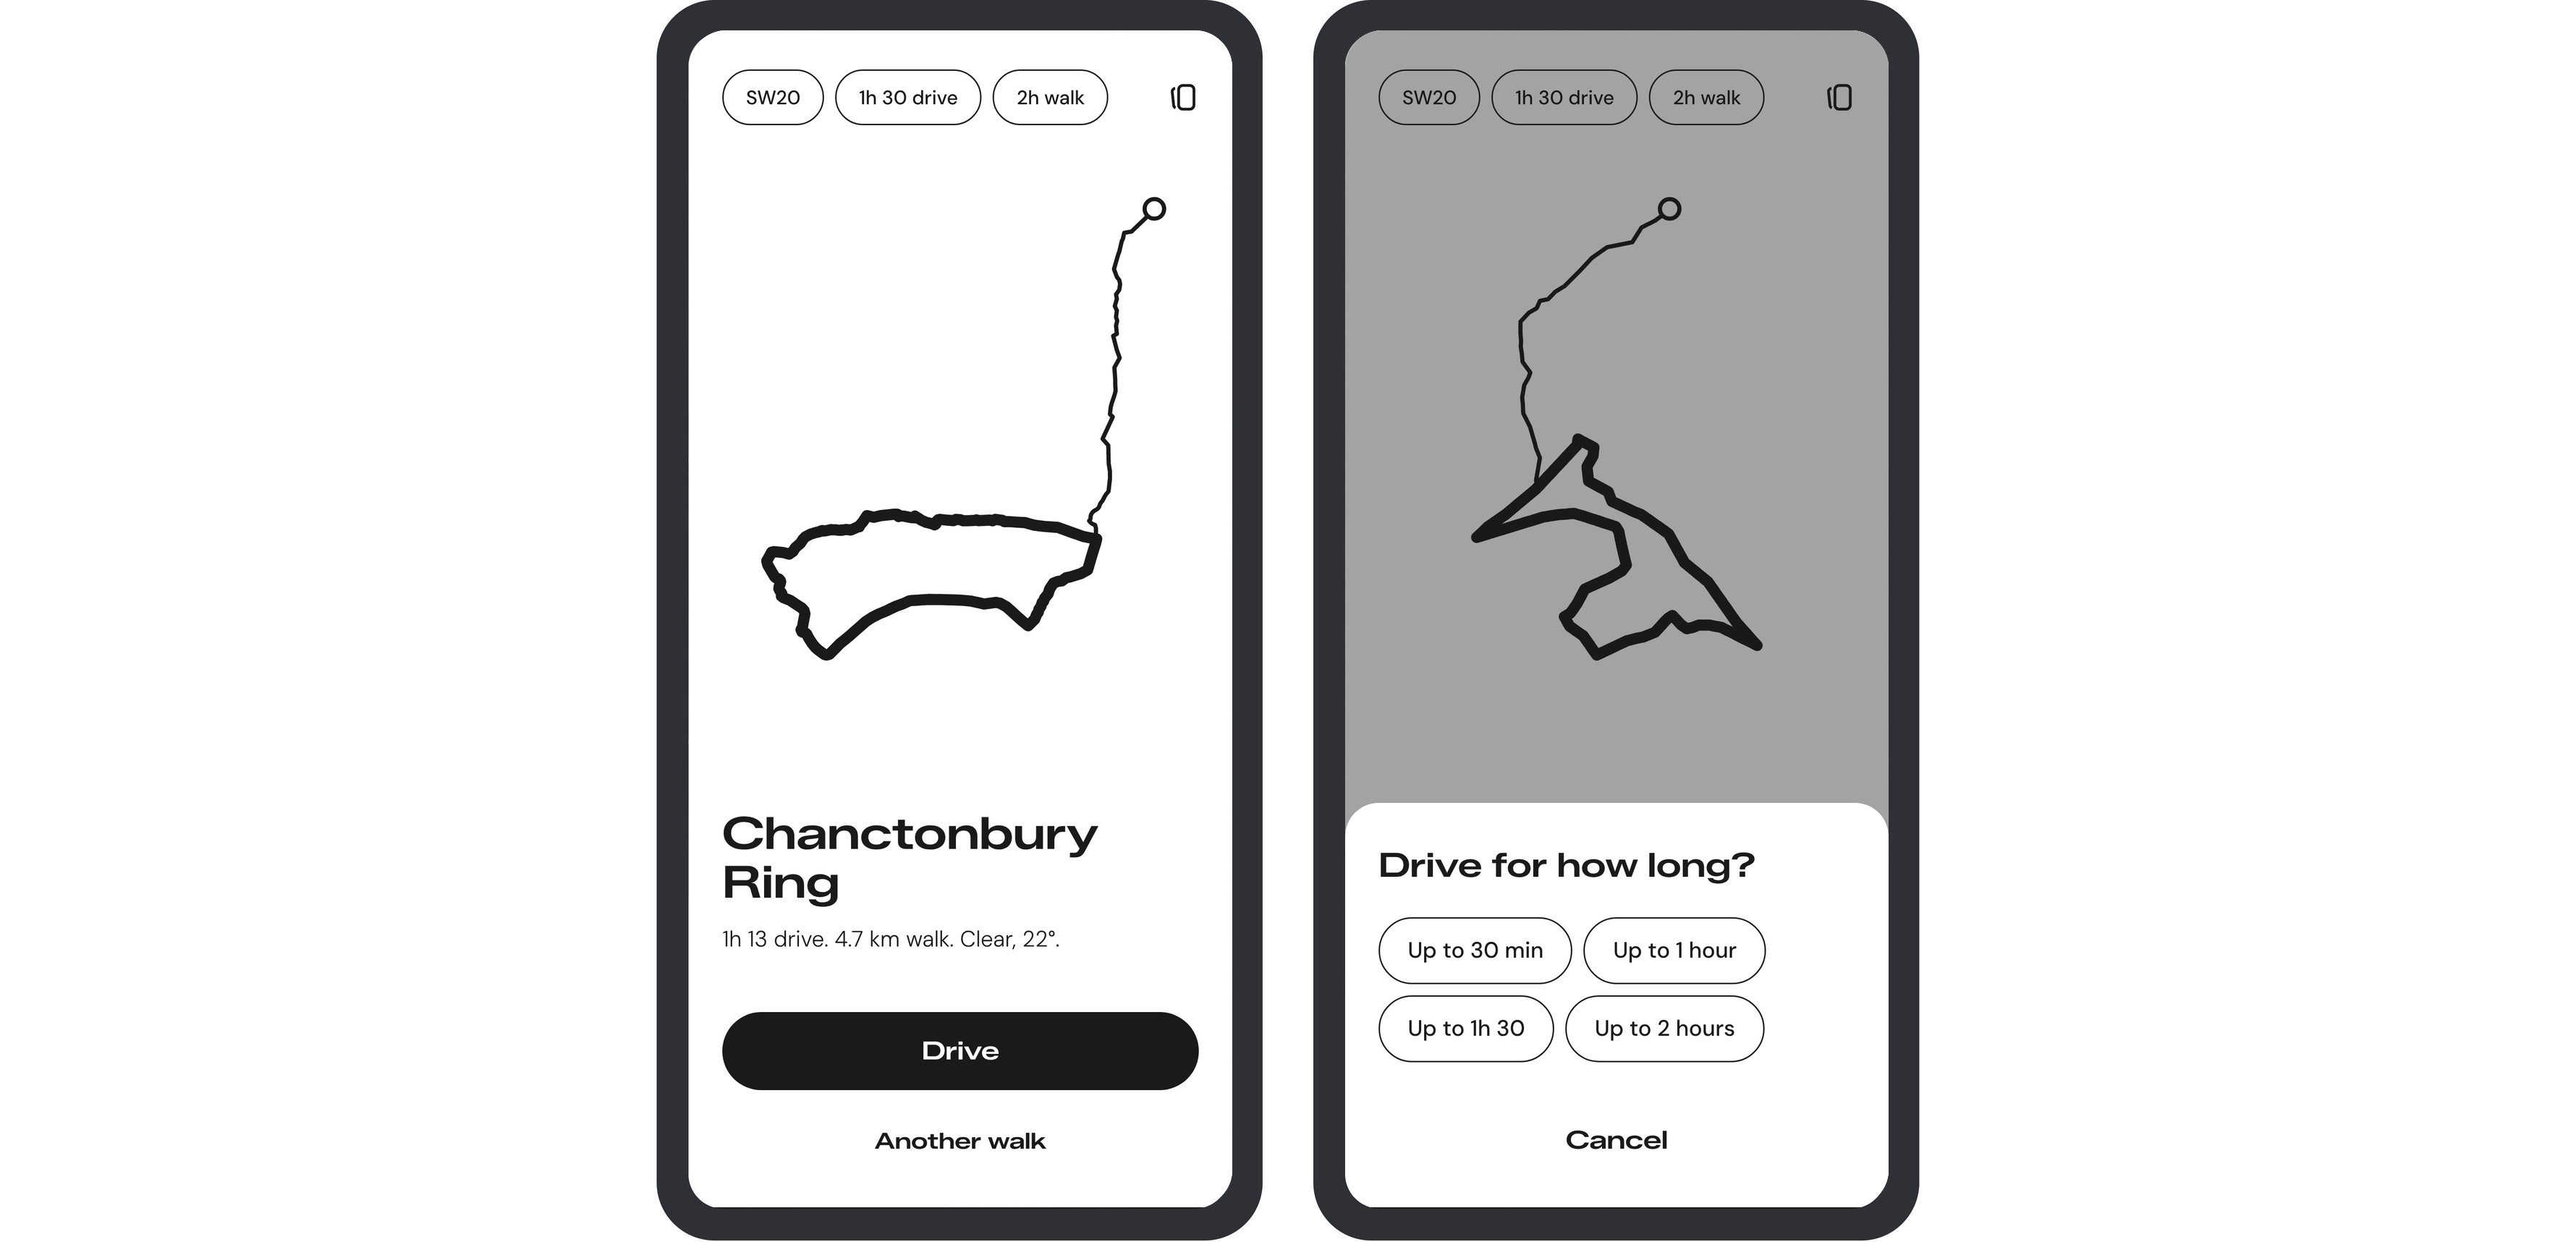 SW20
1h 30 drive
2h walk
Chanctonbury
Ring
1h 13 drive. 4.7 km walk. Clear, 22°.
Drive
Another walk
SW20
1h 30 drive
2h walk
Drive for how long?
Up to 30 min
Up to 1 hour
Up to 1h 30
Up to 2 hours
Cancel